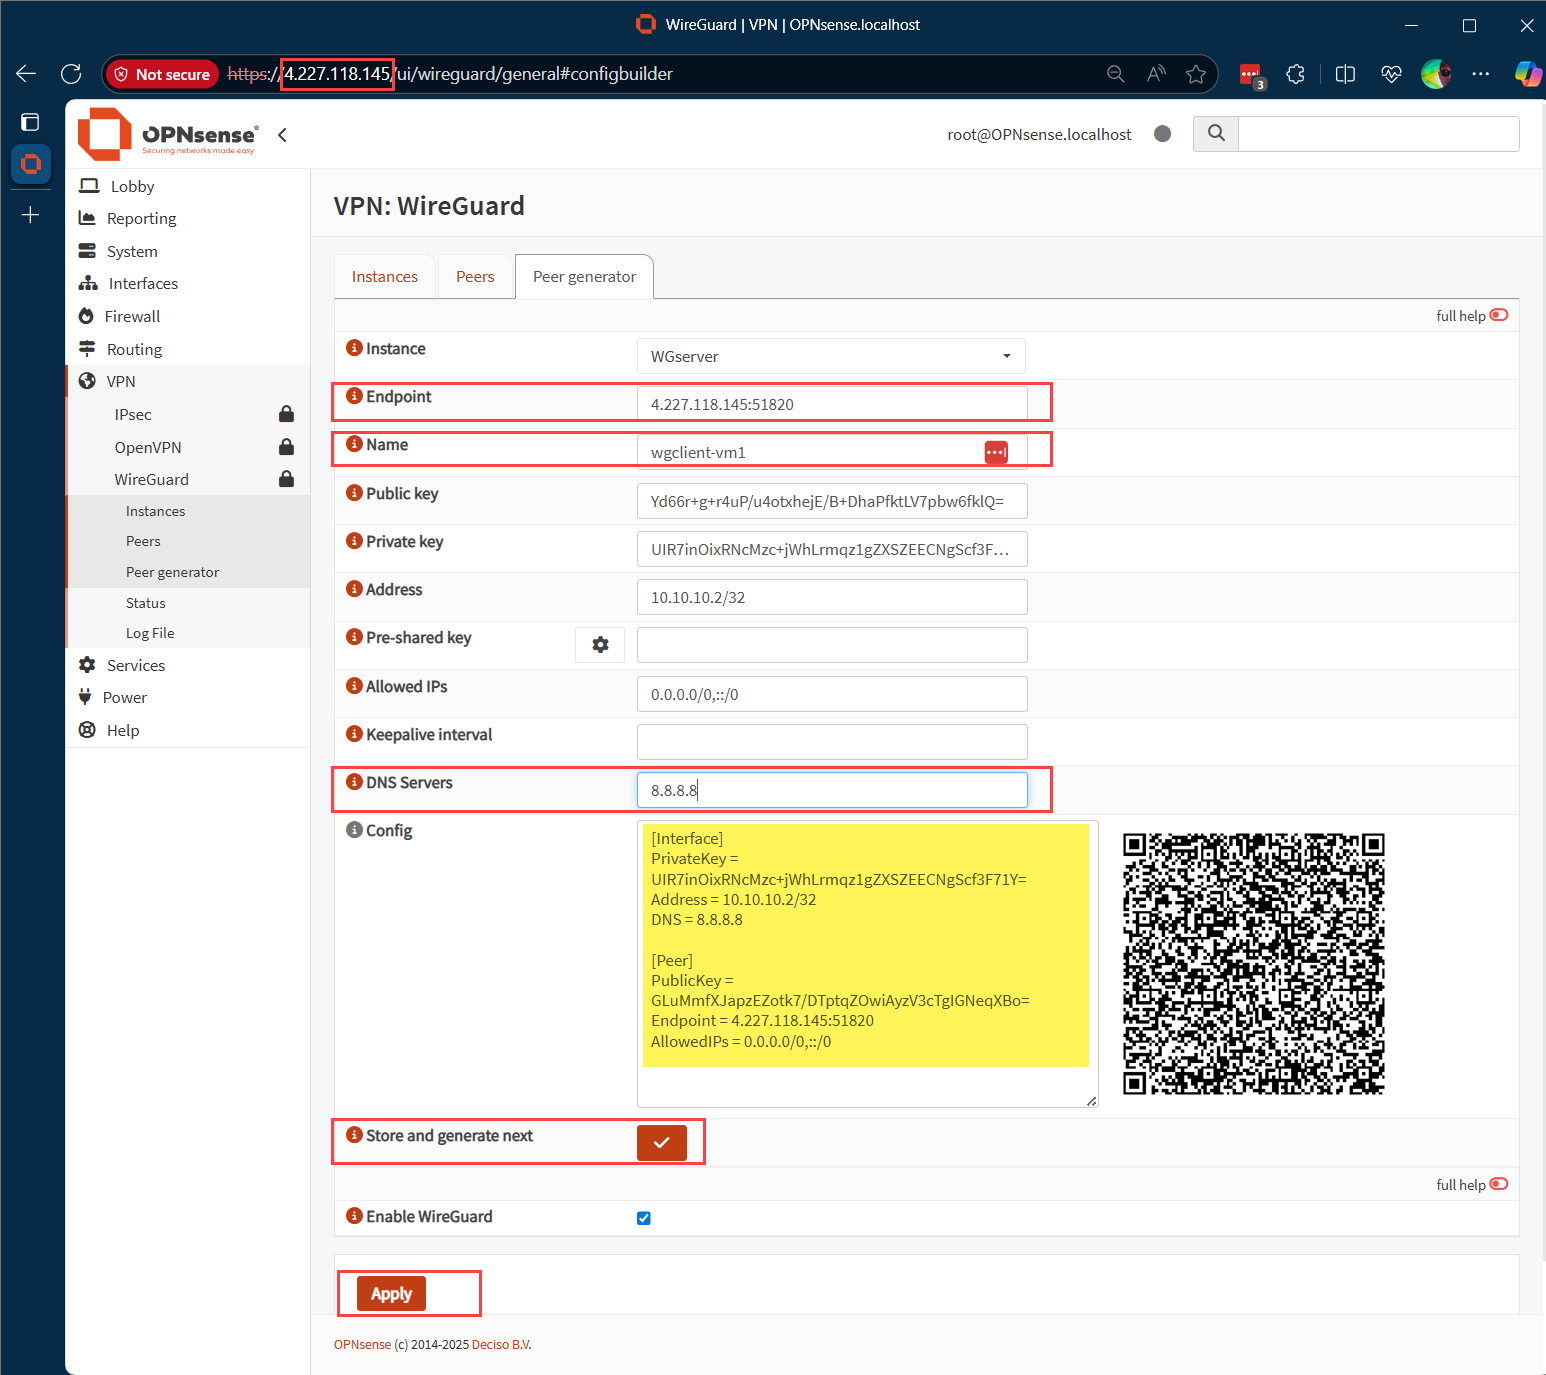 WireGuard | VPN | OPNsense.localhost
Not secure
https://4.227.118.145/ui/wireguard/general#configbuilder
3
OPNsense®
Securing networks made easy
root@OPNsense.localhost
Lobby
Reporting
System
Interfaces
Firewall
Routing
VPN
IPsec
OpenVPN
WireGuard
Instances
Peers
Peer generator
Status
Log File
Services
Power
Help
VPN: WireGuard
Instances
Peers
Peer generator
full help
Instance
WGserver
Endpoint
4.227.118.145:51820
Name
wgclient-vm1
Public key
Yd66r+g+r4uP/u4otxhejE/B+DhaPfktLV7pbw6fklQ=
Private key
UIR7inOixRNcMzc+jWhLrmqz1gZXSZEECNgScf3F...
Address
10.10.10.2/32
Pre-shared key
Allowed IPs
0.0.0.0/0,::/0
Keepalive interval
DNS Servers
8.8.8.8
Config
[Interface]
PrivateKey =
UIR7inOixRNcMzc+jWhLrmqz1gZXSZEECNgScf3F71Y=
Address = 10.10.10.2/32
DNS = 8.8.8.8
[Peer]
PublicKey =
GLuMmfXJapzEZotk7/DTptqZOwiAyzV3cTgIGNeqXBo=
Endpoint = 4.227.118.145:51820
AllowedIPs = 0.0.0.0/0,::/0
Store and generate next
full help
Enable WireGuard
Apply
OPNsense (c) 2014-2025 Deciso B.V.